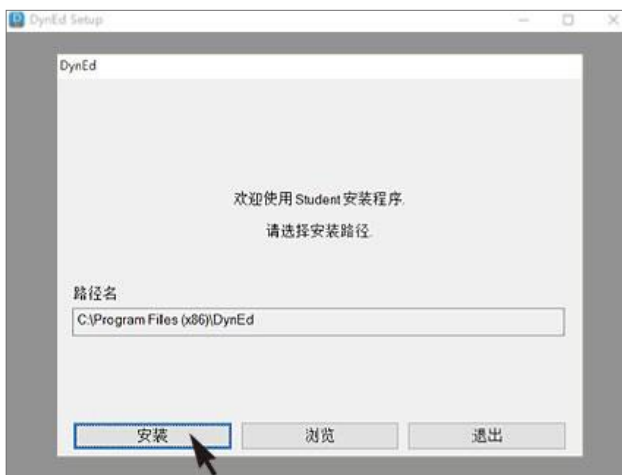 DynEd Setup
DynEd
欢迎使用 Student 安装程序.
请选择安装路径.
路径名
C:\Program Files (x86)\DynEd
安装
浏览
退出